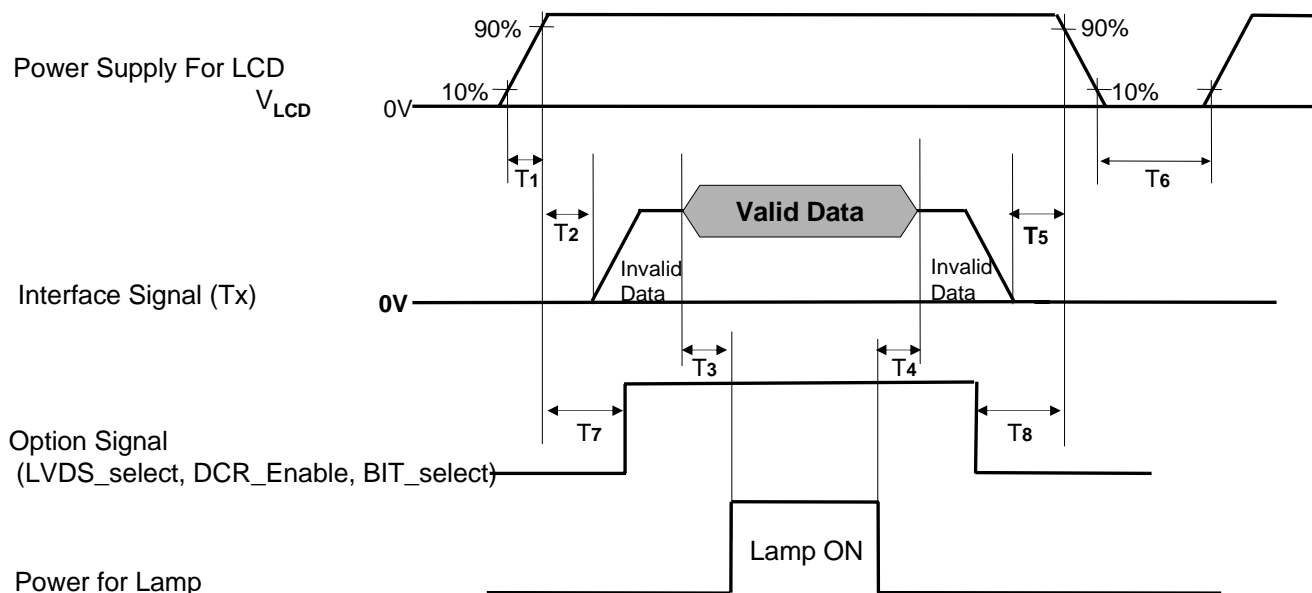 90%
90%
Power Supply For LCD
VLCD
10%
0V
10%
T1
T6
T2
Valid Data
T5
Invalid
Data
Invalid
Data
Interface Signal (Tx)
0V
T3
T4
T7
T8
Option Signal
(LVDS_select, DCR_Enable, BIT_select)
Lamp ON
Power for Lamp